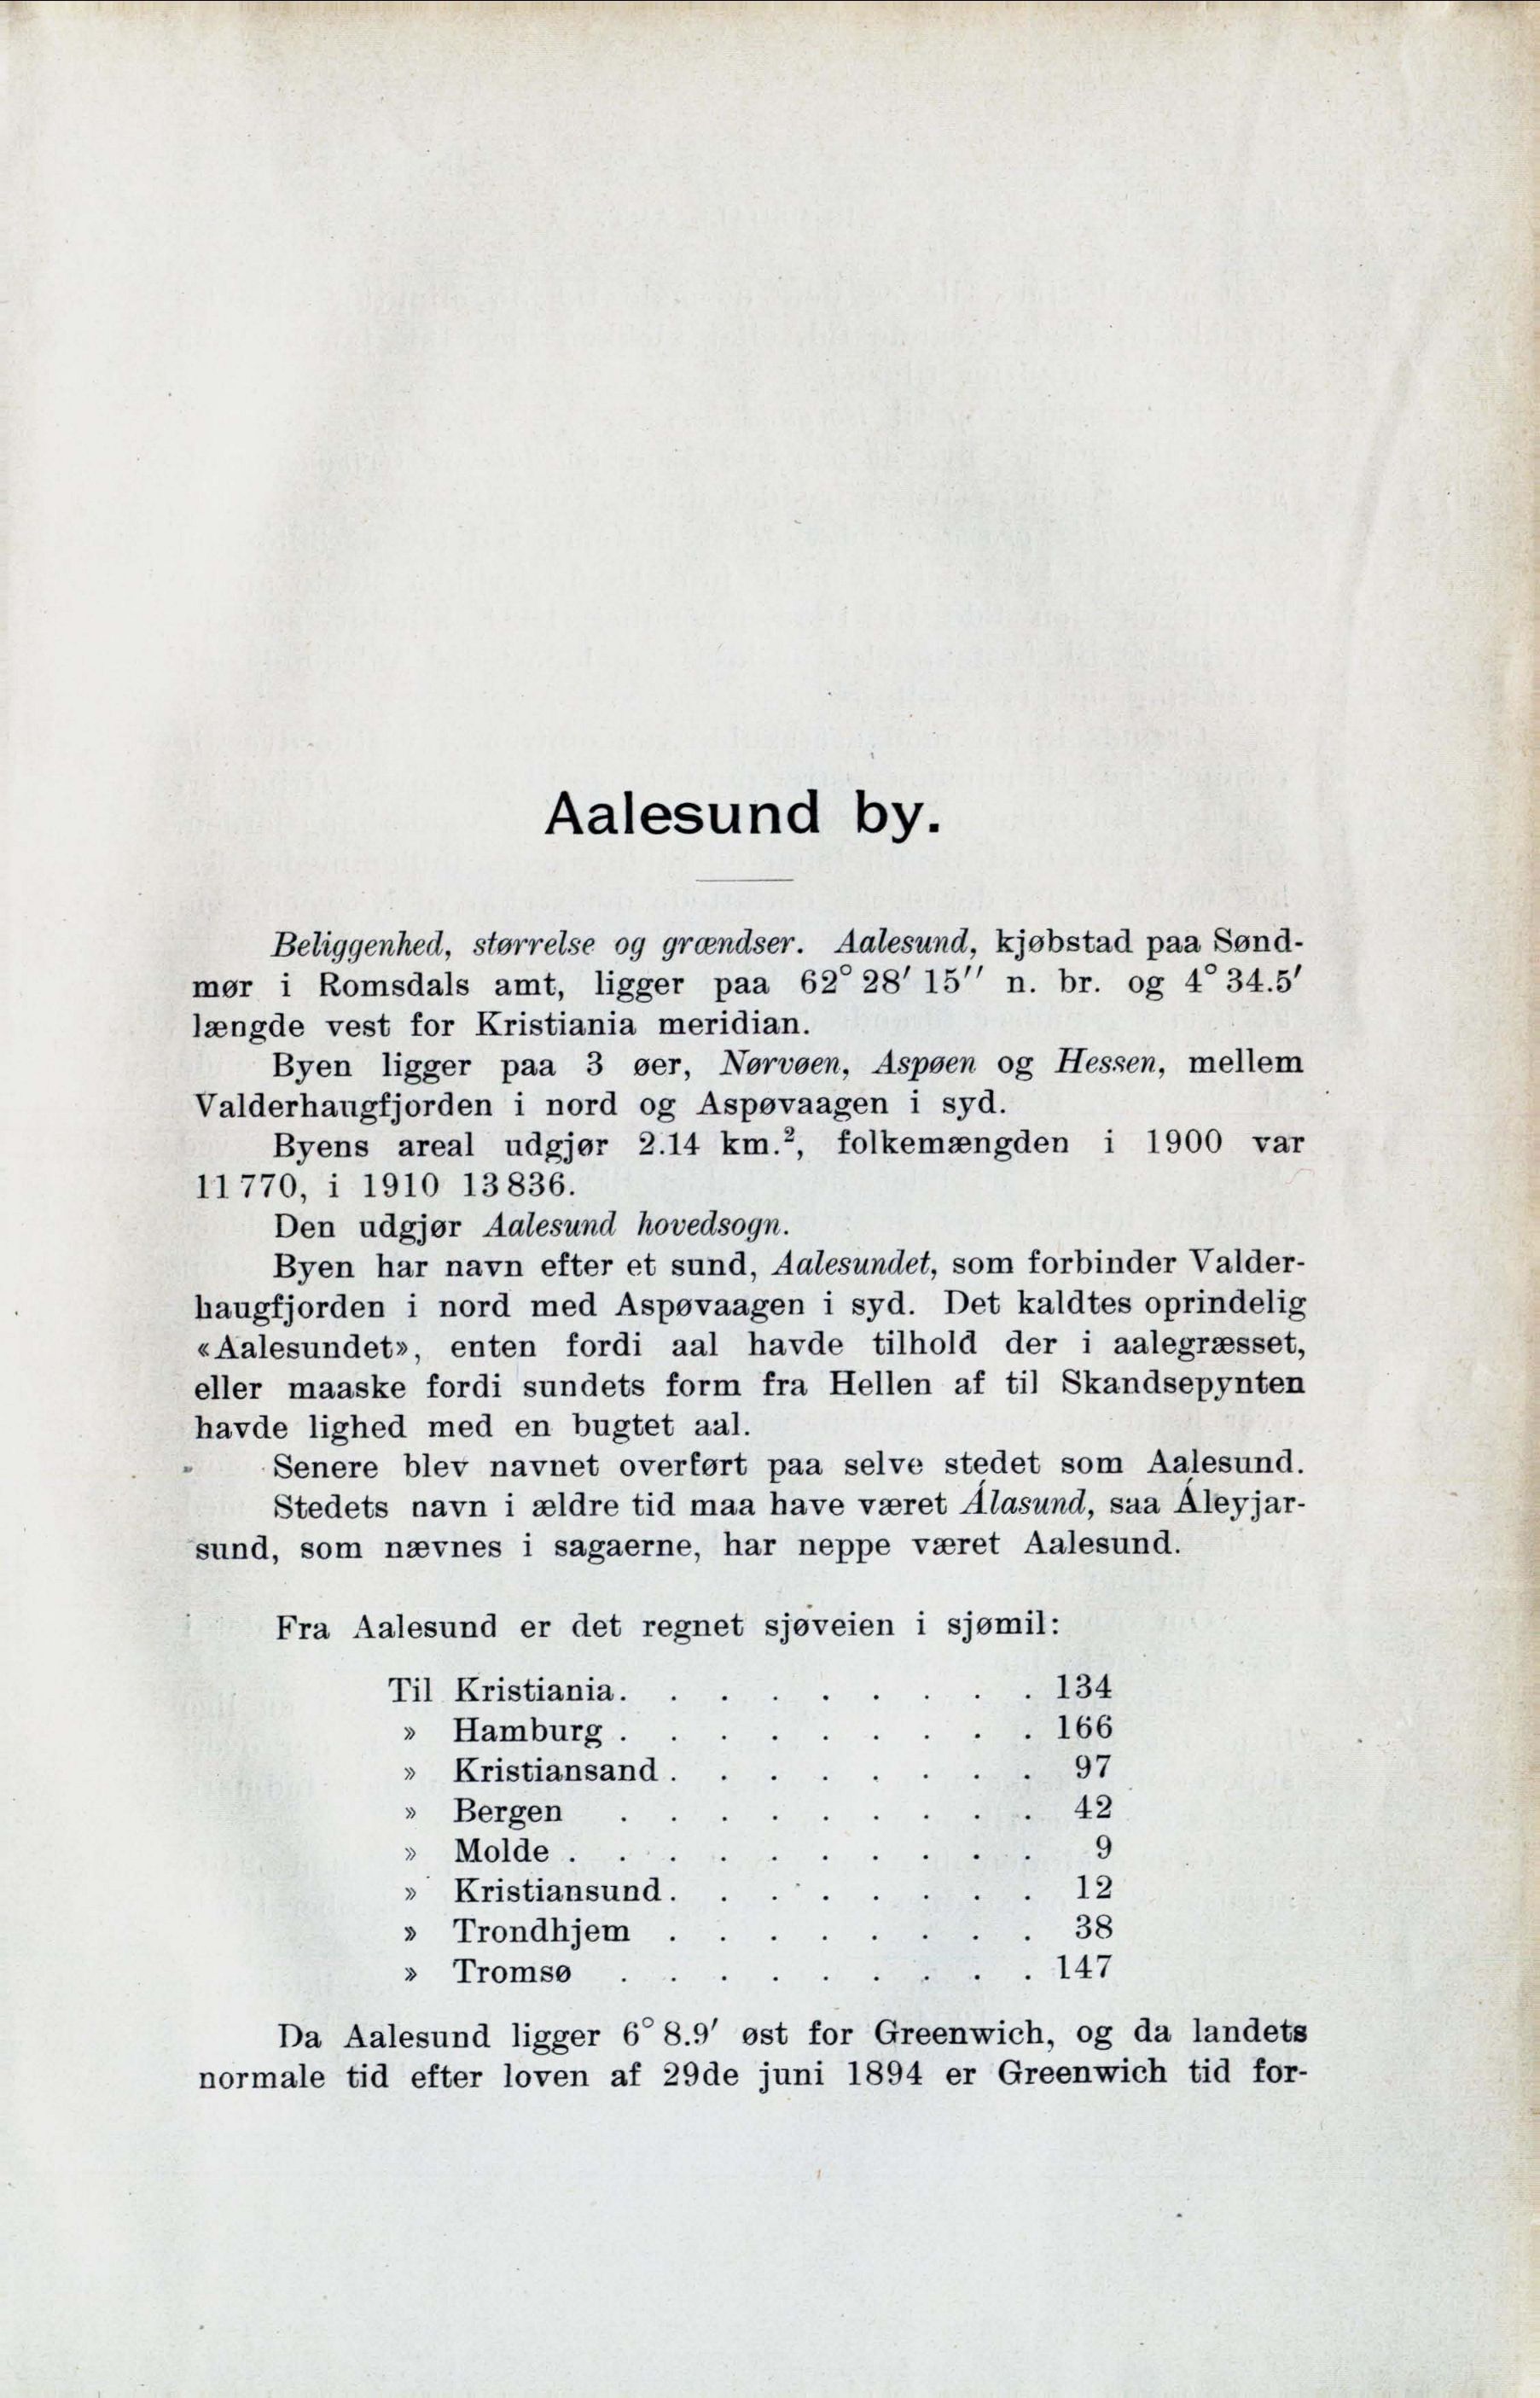 Aalesund by.
Beliggenhed, størrelse og grændser. Aalesund, kjøbstad paa Sønd-
mør i Romsdals amt, ligger paa 62° 28′ 15″ n. br. og 4° 34.5′
længde vest for Kristiania meridian.
Byen ligger paa 3 øer, Nørvøen, Aspøen og Hessen, mellem
Valderhaugfjorden i nord og Aspøvaagen i syd.
Byens areal udgjør 2.14 km.², folkemængden i 1900 var
11 770, i 1910 13 836.
Den udgjør Aalesund hovedsogn.
Byen har navn efter et sund, Aalesundet, som forbinder Valder-
haugfjorden i nord med Aspøvaagen i syd. Det kaldtes oprindelig
«Aalesundet», enten fordi aal havde tilhold der i aalegræsset,
eller maaske fordi sundets form fra Hellen af til Skandsepynten
havde lighed med en bugtet aal.
Senere blev navnet overført paa selve stedet som Aalesund.
Stedets navn i ældre tid maa have været Álasund, saa Áleyjar-
sund, som nævnes i sagaerne, har neppe været Aalesund.
Fra Aalesund er det regnet sjøveien i sjømil:
Til Kristiania. . . . . . . . . 134
» Hamburg . . . . . . . . . 166
» Kristiansand . . . . . . . . 97
» Bergen . . . . . . . . . 42
» Molde . . . . . . . . . . 9
» Kristiansund . . . . . . . . 12
» Trondhjem . . . . . . . . 38
» Tromsø . . . . . . . . . 147
Da Aalesund ligger 6° 8.9′ øst for Greenwich, og da landets
normale tid efter loven af 29de juni 1894 er Greenwich tid for-